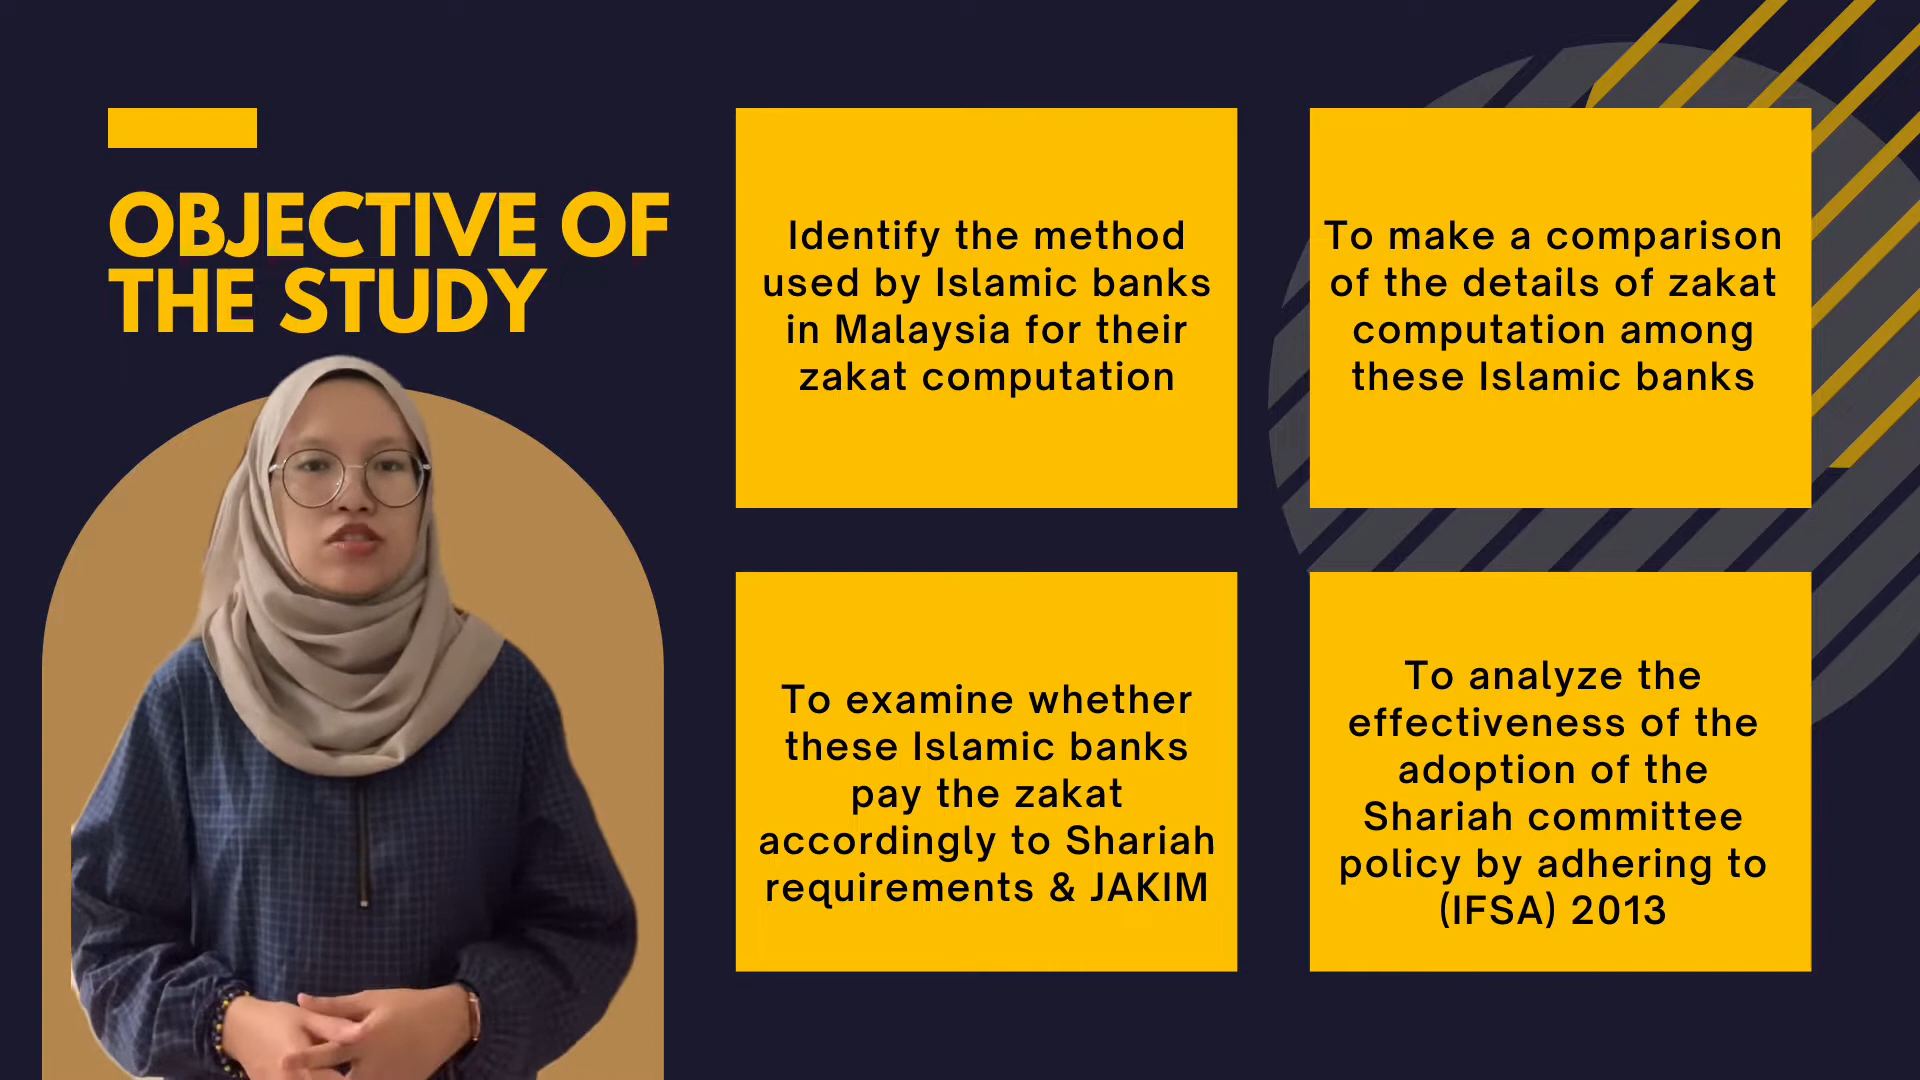 OBJECTIVE OF
THE STUDY
Identify the method
used by Islamic banks
in Malaysia for their
zakat computation
To make a comparison
of the details of zakat
computation among
these Islamic banks
To examine whether
these Islamic banks
pay the zakat
accordingly to Shariah
requirements & JAKIM
To analyze the
effectiveness of the
adoption of the
Shariah committee
policy by adhering to
(IFSA) 2013